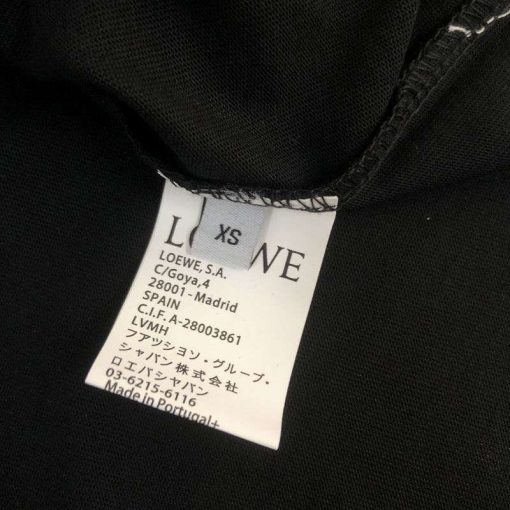 XS
LOEWE
LOEWE, S.A.
C/Goya,4
28001 - Madrid
SPAIN
C.I.F. A-28003861
LVMH
ファッション・グループ・
ジャパン株式会社
ロエベジャパン
03-6215-6116
Made in Portugal+